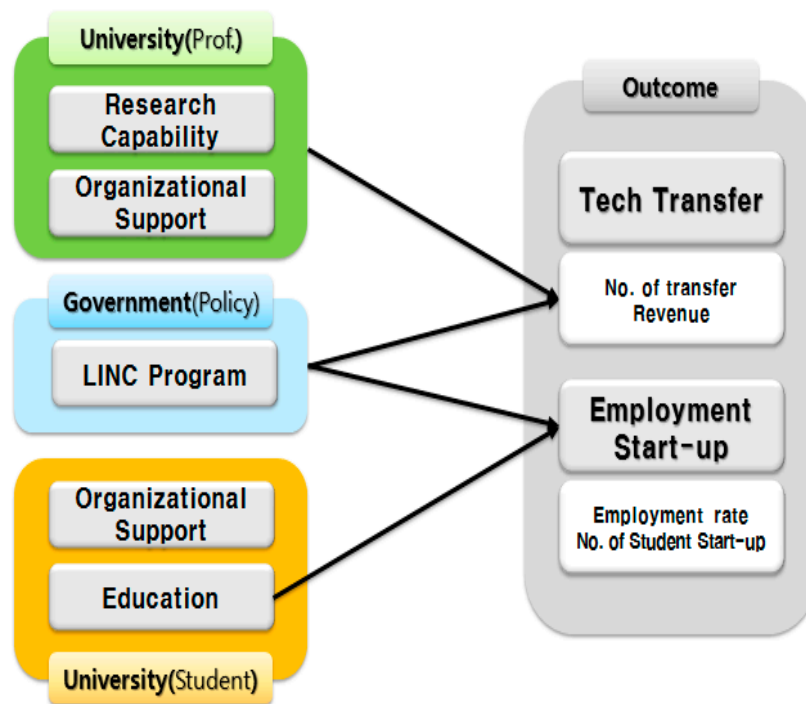 University(Prof.)
Research
Capability
Organizational
Support
Government(Policy)
LINC Program
Organizational
Support
Education
University(Student)
Outcome
Tech Transfer
No. of transfer
Revenue
Employment
Start-up
Employment rate
No. of Student Start-up